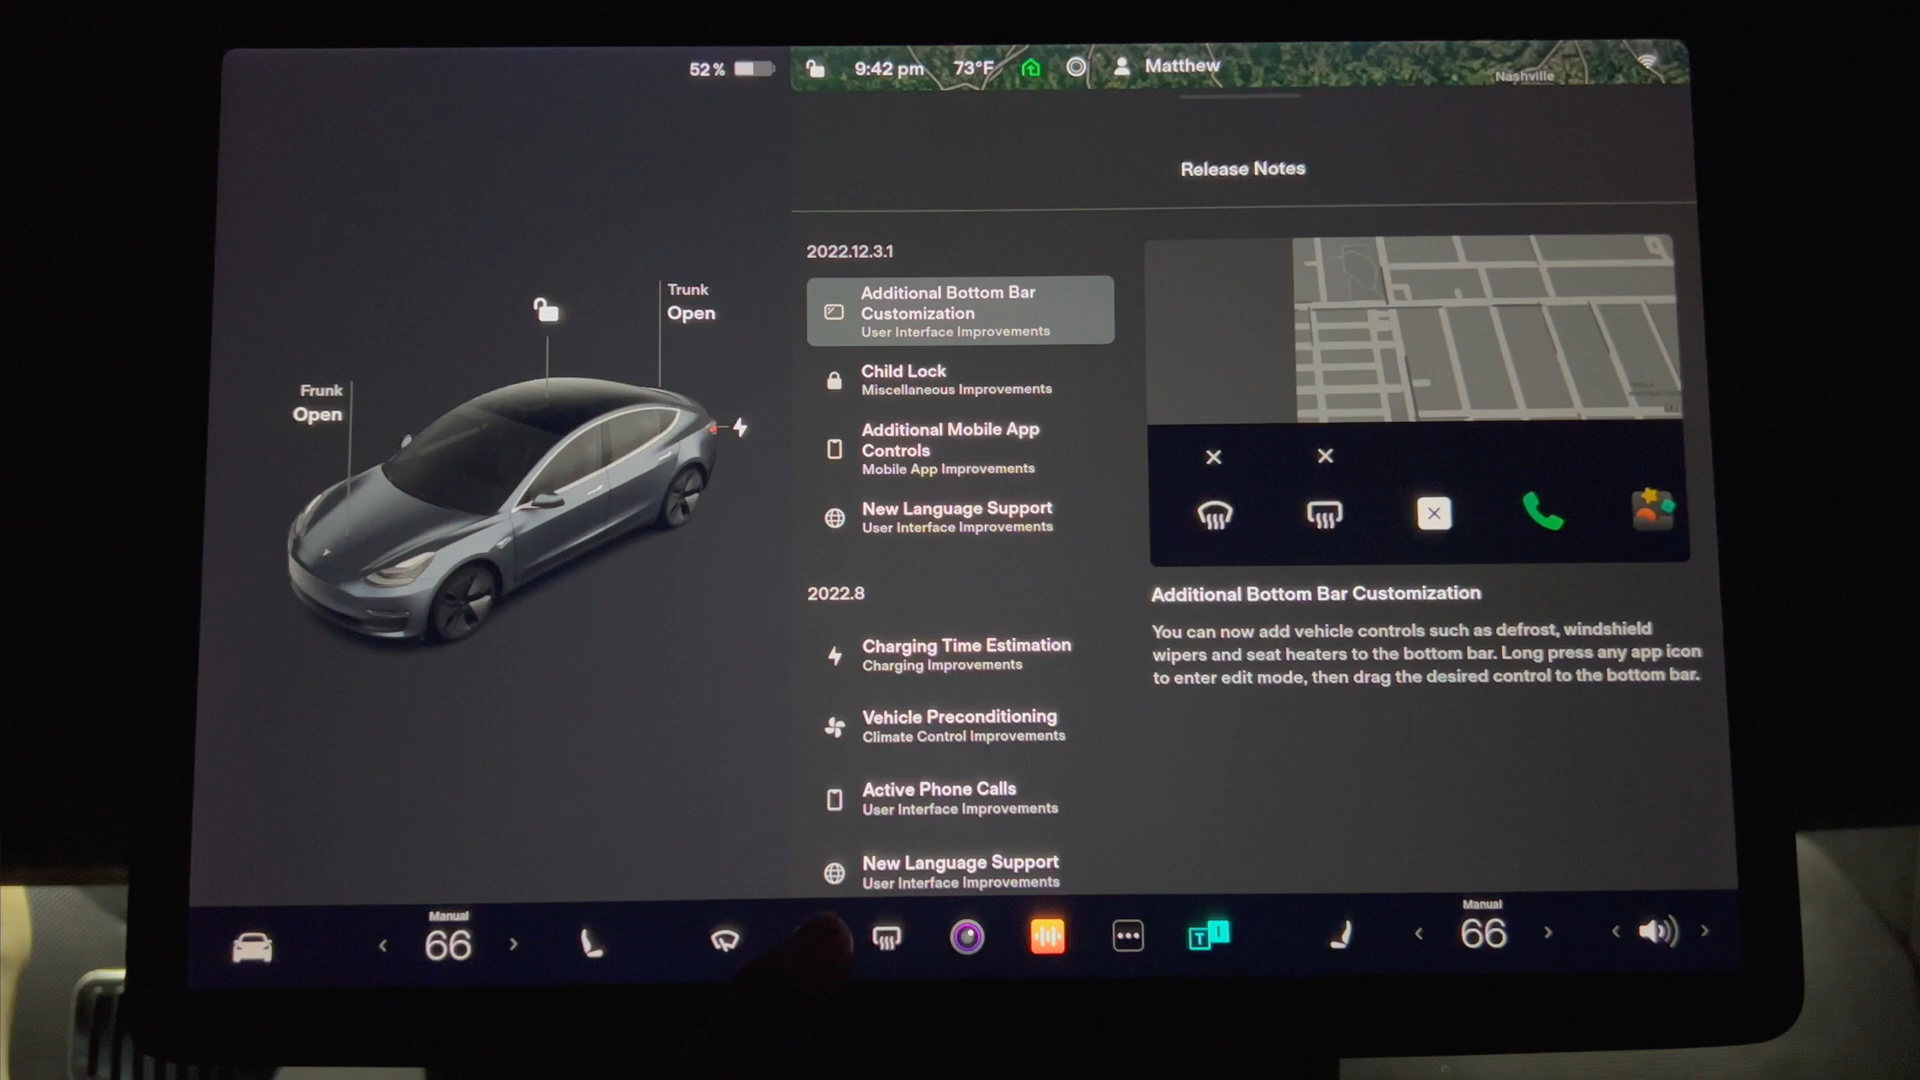 52 %
9:42 pm
73°F
Matthew
Nashville
Release Notes
Trunk
Open
Frunk
Open
2022.12.3.1
Additional Bottom Bar
Customization
User Interface Improvements
Child Lock
Miscellaneous Improvements
Additional Mobile App
Controls
Mobile App Improvements
New Language Support
User Interface Improvements
2022.8
Charging Time Estimation
Charging Improvements
Vehicle Preconditioning
Climate Control Improvements
Active Phone Calls
User Interface Improvements
New Language Support
User Interface Improvements
Additional Bottom Bar Customization
You can now add vehicle controls such as defrost, windshield
wipers and seat heaters to the bottom bar. Long press any app icon
to enter edit mode, then drag the desired control to the bottom bar.
Manual
66
T
Manual
66